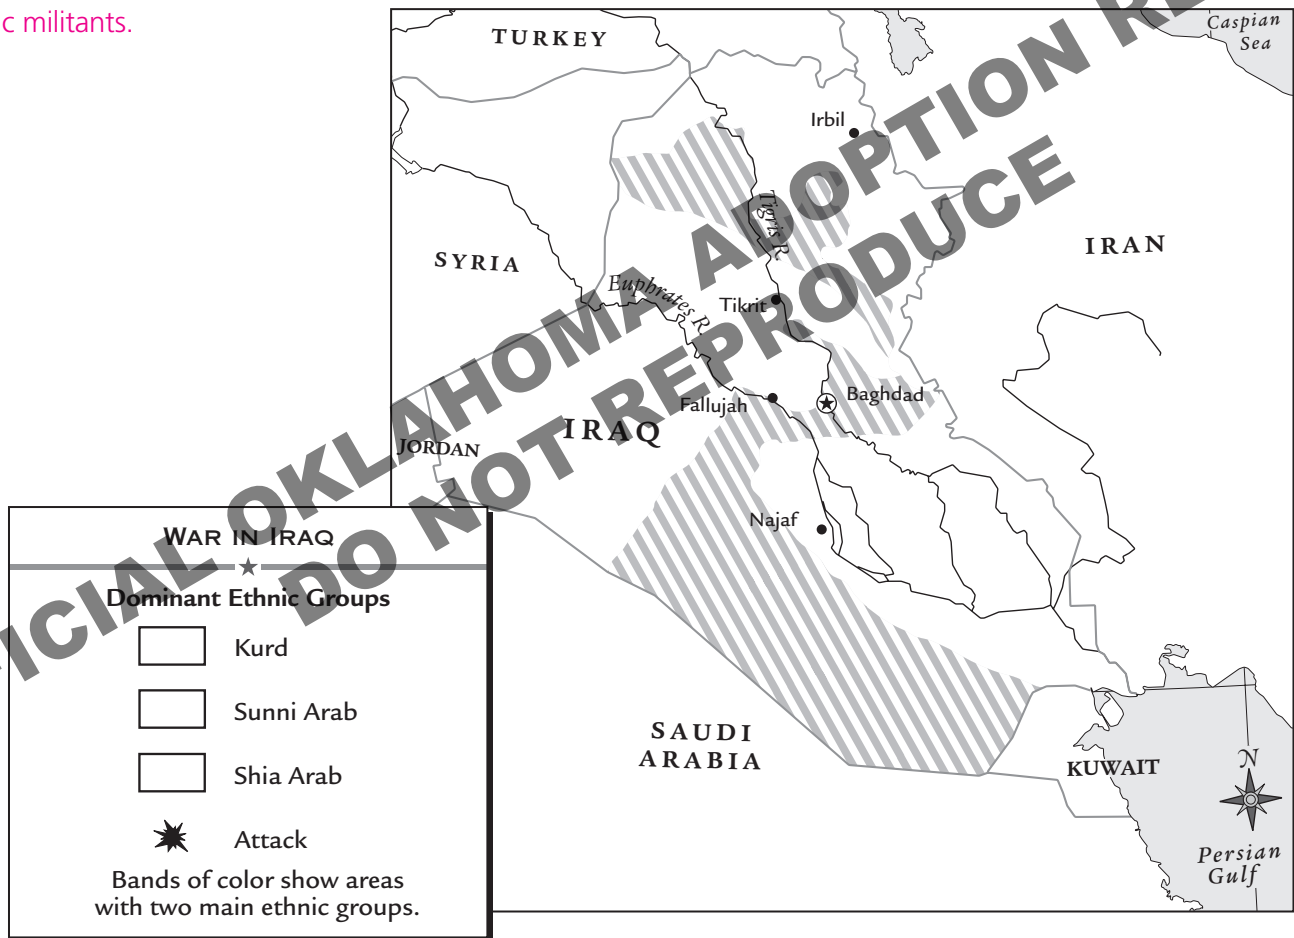 c militants.
TURKEY
Caspian
Sea
Irbil
Tigris R.
IRAN
SYRIA
Euphrates R.
Tikrit
Baghdad
Fallujah
IRAQ
JORDAN
Najaf
WAR IN IRAQ
Dominant Ethnic Groups
Kurd
Sunni Arab
Shia Arab
Attack
Bands of color show areas
with two main ethnic groups.
SAUDI
ARABIA
KUWAIT
N
Persian
Gulf
ICIAL OKLAHOMA ADOPTION RE
DO NOT REPRODUCE